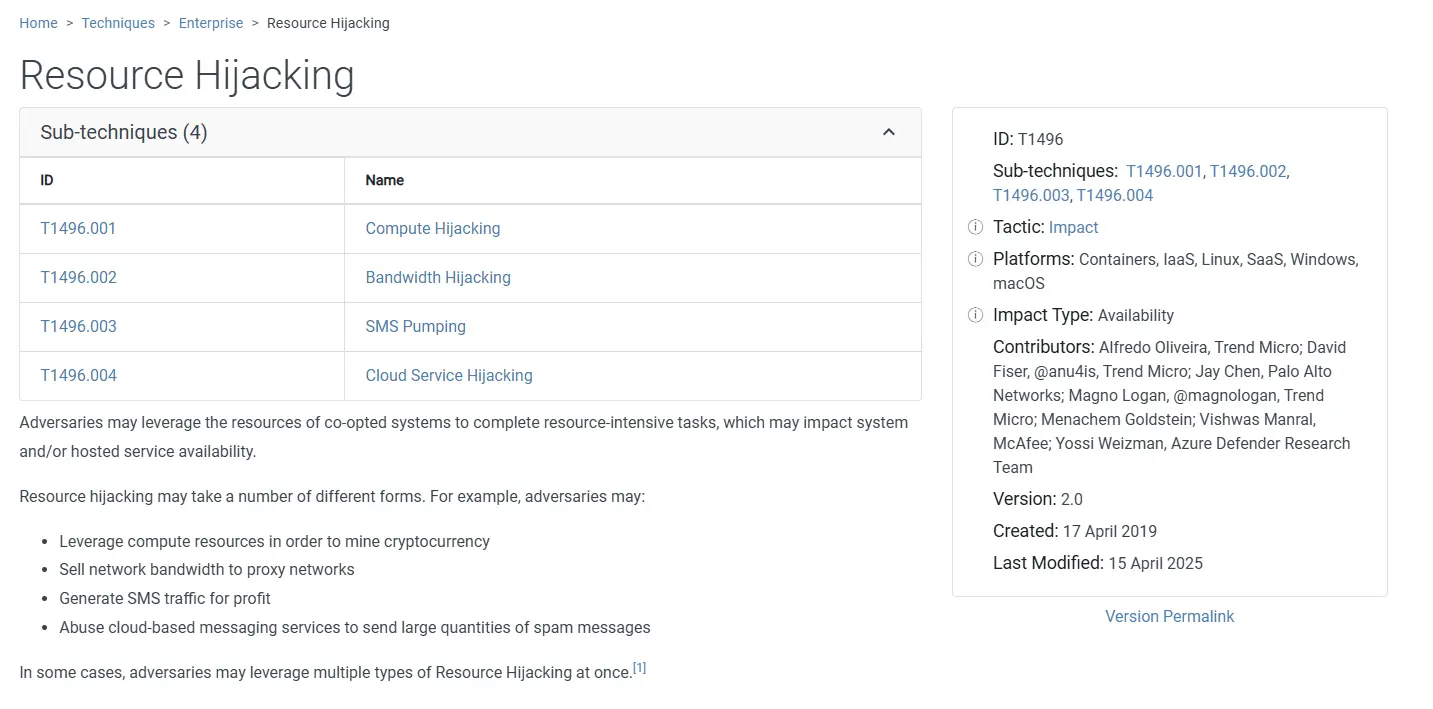 Home > Techniques > Enterprise > Resource Hijacking
Resource Hijacking
Sub-techniques (4)
ID Name
T1496.001 Compute Hijacking
T1496.002 Bandwidth Hijacking
T1496.003 SMS Pumping
T1496.004 Cloud Service Hijacking
Adversaries may leverage the resources of co-opted systems to complete resource-intensive tasks, which may impact system
and/or hosted service availability.
Resource hijacking may take a number of different forms. For example, adversaries may:
• Leverage compute resources in order to mine cryptocurrency
• Sell network bandwidth to proxy networks
• Generate SMS traffic for profit
• Abuse cloud-based messaging services to send large quantities of spam messages
In some cases, adversaries may leverage multiple types of Resource Hijacking at once.[1]
ID: T1496
Sub-techniques: T1496.001, T1496.002,
T1496.003, T1496.004
Tactic: Impact
Platforms: Containers, IaaS, Linux, SaaS, Windows,
macOS
Impact Type: Availability
Contributors: Alfredo Oliveira, Trend Micro; David
Fiser, @anu4is, Trend Micro; Jay Chen, Palo Alto
Networks; Magno Logan, @magnologan, Trend
Micro; Menachem Goldstein; Vishwas Manral,
McAfee; Yossi Weizman, Azure Defender Research
Team
Version: 2.0
Created: 17 April 2019
Last Modified: 15 April 2025
Version Permalink